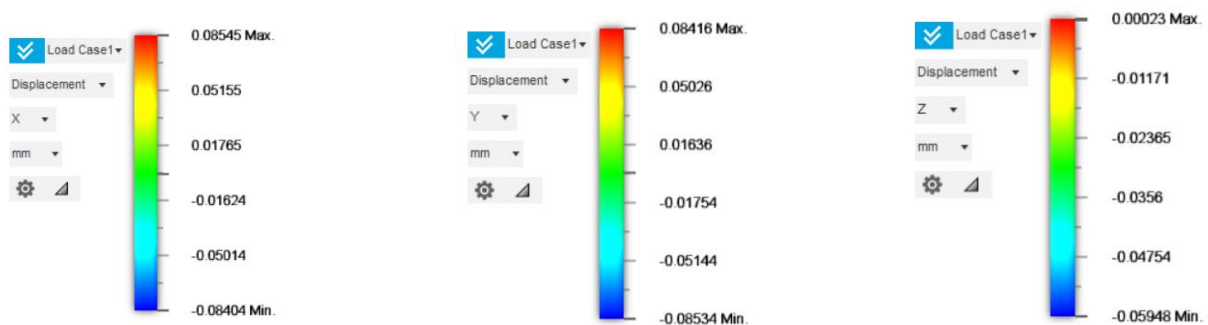 Load Case1
Displacement
X
mm
0.08545 Max.
0.05155
0.01765
-0.01624
-0.05014
-0.08404 Min.
Load Case1
Displacement
Y
mm
0.08416 Max.
0.05026
0.01636
-0.01754
-0.05144
-0.08534 Min.
Load Case1
Displacement
Z
mm
0.00023 Max.
-0.01171
-0.02365
-0.0356
-0.04754
-0.05948 Min.